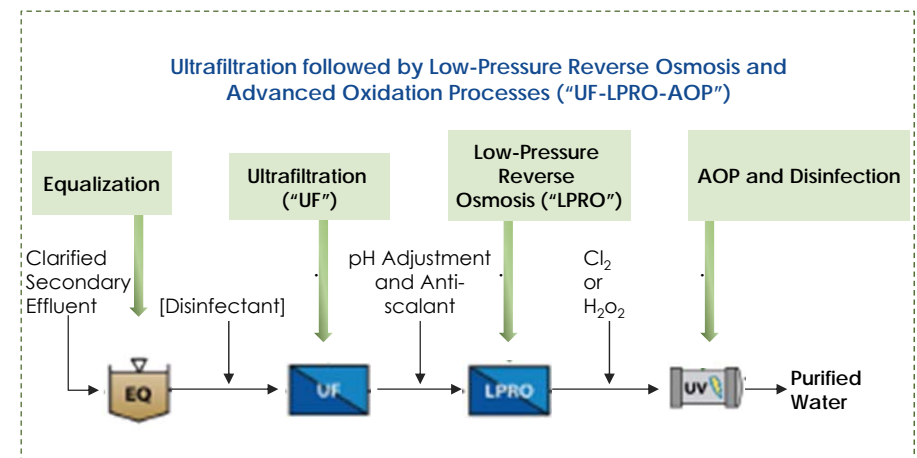 Ultrafiltration followed by Low-Pressure Reverse Osmosis and
Advanced Oxidation Processes (“UF-LPRO-AOP”)
Equalization
Ultrafiltration
(“UF”)
Low-Pressure
Reverse
Osmosis (“LPRO”)
AOP and Disinfection
Clarified
Secondary
Effluent
[Disinfectant]
pH Adjustment
and Anti-
scalant
Cl₂
or
H₂O₂
EQ
UF
LPRO
UV
Purified
Water